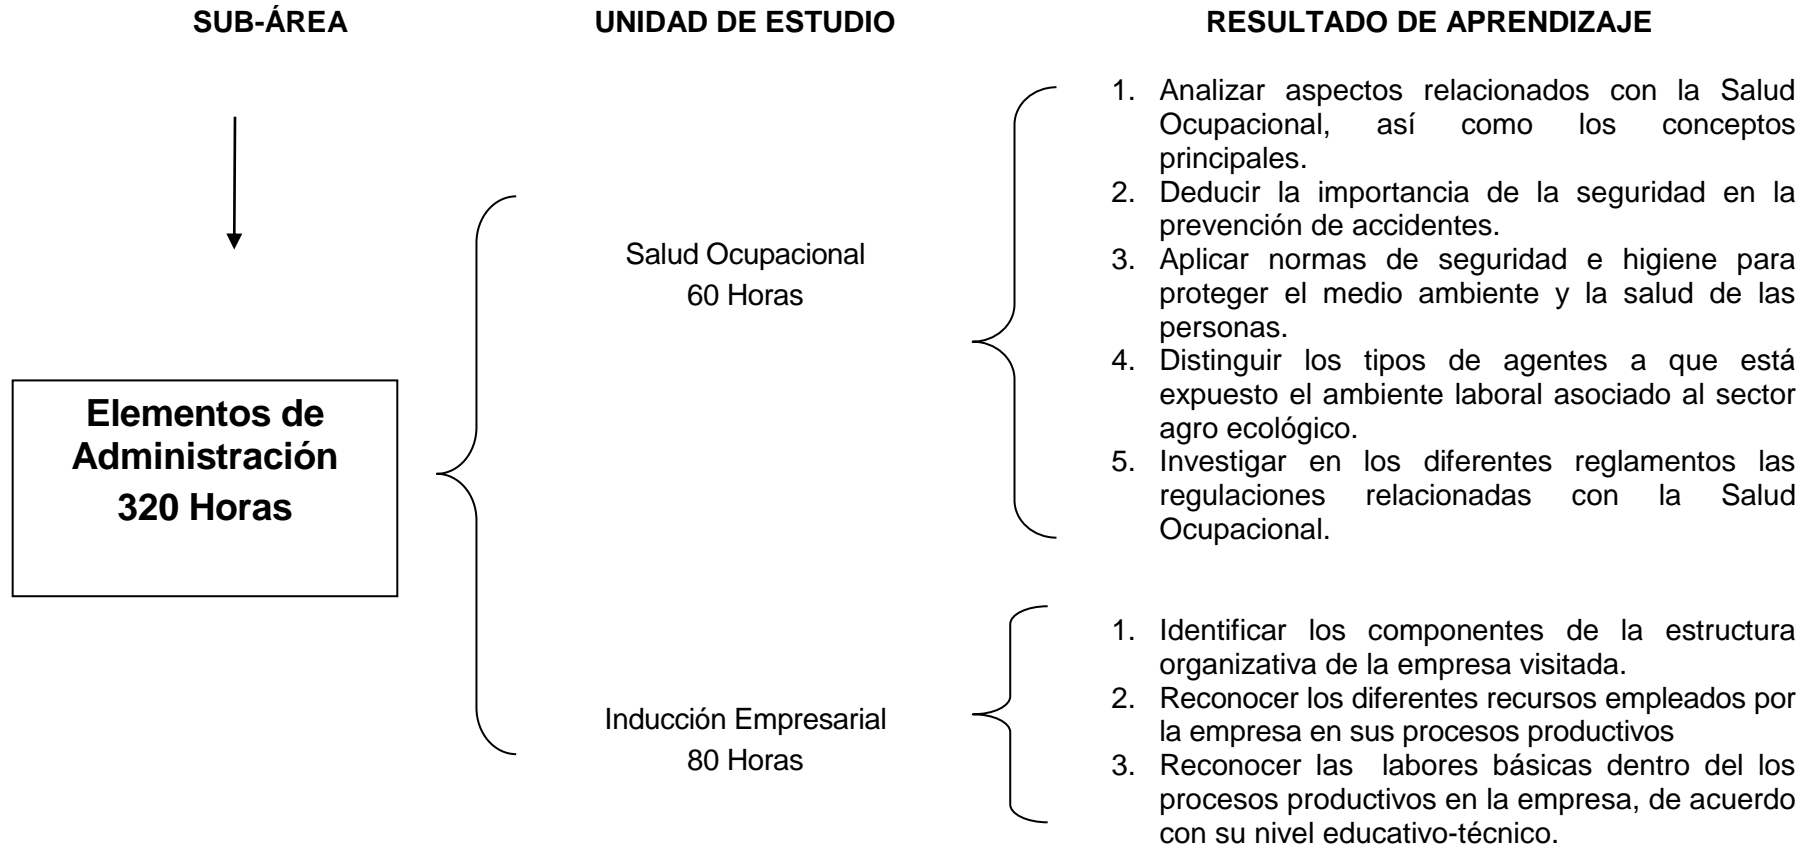 SUB-ÁREA
UNIDAD DE ESTUDIO
RESULTADO DE APRENDIZAJE
Elementos de
Administración
320 Horas
Salud Ocupacional
60 Horas
1. Analizar aspectos relacionados con la Salud
Ocupacional, así como los conceptos
principales.
2. Deducir la importancia de la seguridad en la
prevención de accidentes.
3. Aplicar normas de seguridad e higiene para
proteger el medio ambiente y la salud de las
personas.
4. Distinguir los tipos de agentes a que está
expuesto el ambiente laboral asociado al sector
agro ecológico.
5. Investigar en los diferentes reglamentos las
regulaciones relacionadas con la Salud
Ocupacional.
Inducción Empresarial
80 Horas
1. Identificar los componentes de la estructura
organizativa de la empresa visitada.
2. Reconocer los diferentes recursos empleados por
la empresa en sus procesos productivos
3. Reconocer las labores básicas dentro del los
procesos productivos en la empresa, de acuerdo
con su nivel educativo-técnico.